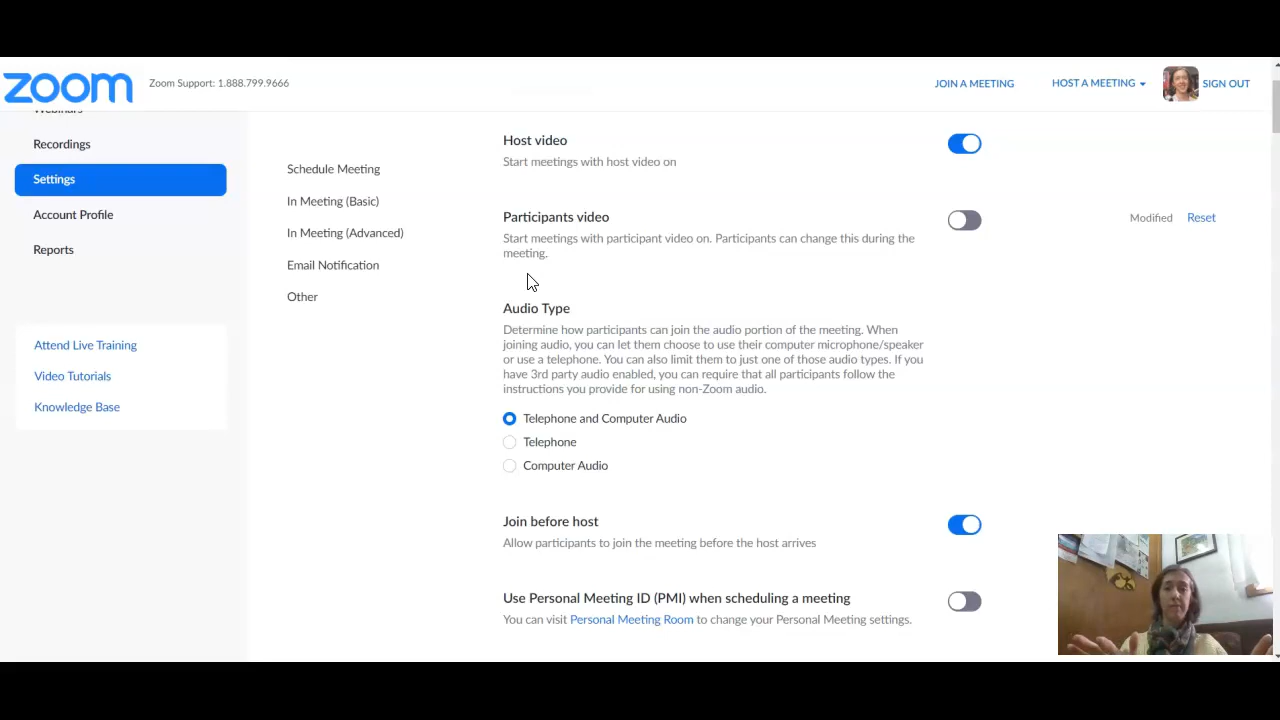 zoom
Zoom Support: 1.888.799.9666
JOIN A MEETING
HOST A MEETING
SIGN OUT
Webinars
Recordings
Settings
Account Profile
Reports
Attend Live Training
Video Tutorials
Knowledge Base
Schedule Meeting
In Meeting (Basic)
In Meeting (Advanced)
Email Notification
Other
Host video
Start meetings with host video on
Participants video
Start meetings with participant video on. Participants can change this during the
meeting.
Modified Reset
Audio Type
Determine how participants can join the audio portion of the meeting. When
joining audio, you can let them choose to use their computer microphone/speaker
or use a telephone. You can also limit them to just one of those audio types. If you
have 3rd party audio enabled, you can require that all participants follow the
instructions you provide for using non-Zoom audio.
Telephone and Computer Audio
Telephone
Computer Audio
Join before host
Allow participants to join the meeting before the host arrives
Use Personal Meeting ID (PMI) when scheduling a meeting
You can visit Personal Meeting Room to change your Personal Meeting settings.